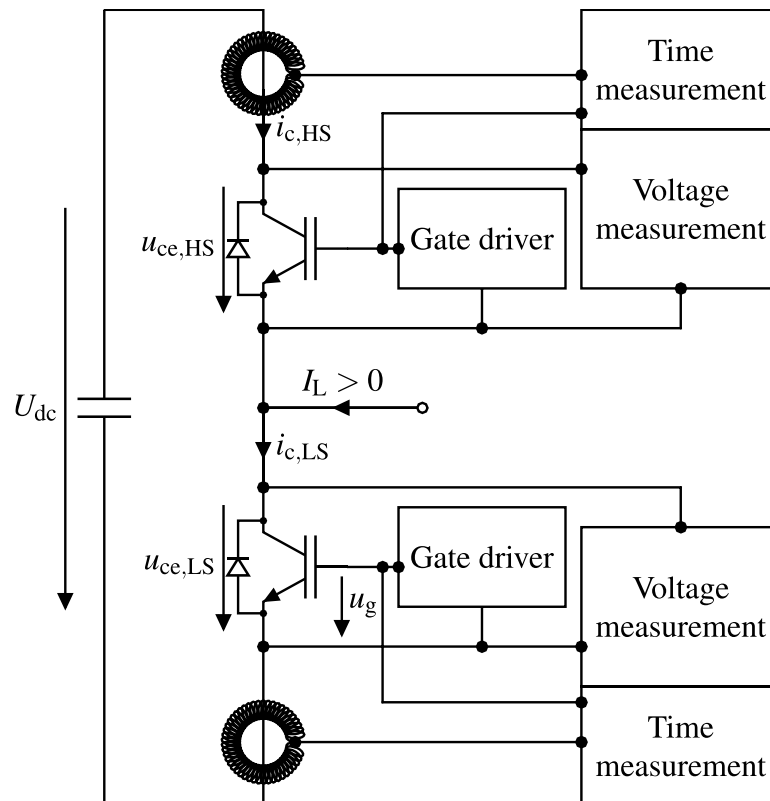 Time
measurement
i_c,HS
Voltage
measurement
u_ce,HS
Gate driver
I_L > 0
U_dc
i_c,LS
u_ce,LS
Gate driver
Voltage
measurement
u_g
Time
measurement